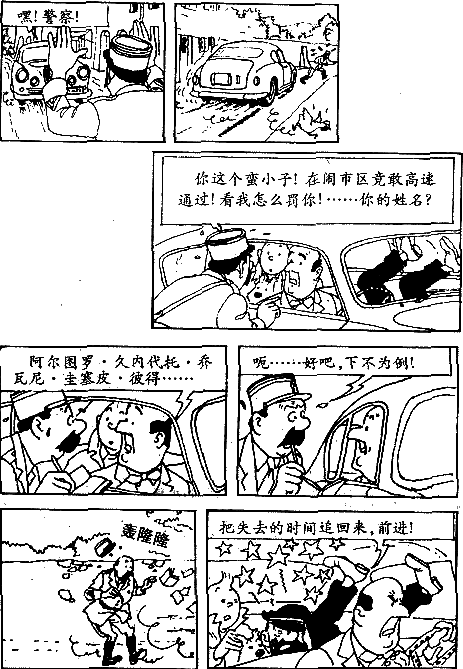 嘿!警察!
你这个蛮小子!在闹市区竟敢高速
通过!看我怎么罚你!……你的姓名?
阿尔图罗·久内代托·乔
瓦尼·圭塞皮·彼得……
呃……好吧,下不为例!
轰隆隆
把失去的时间追回来,前进!